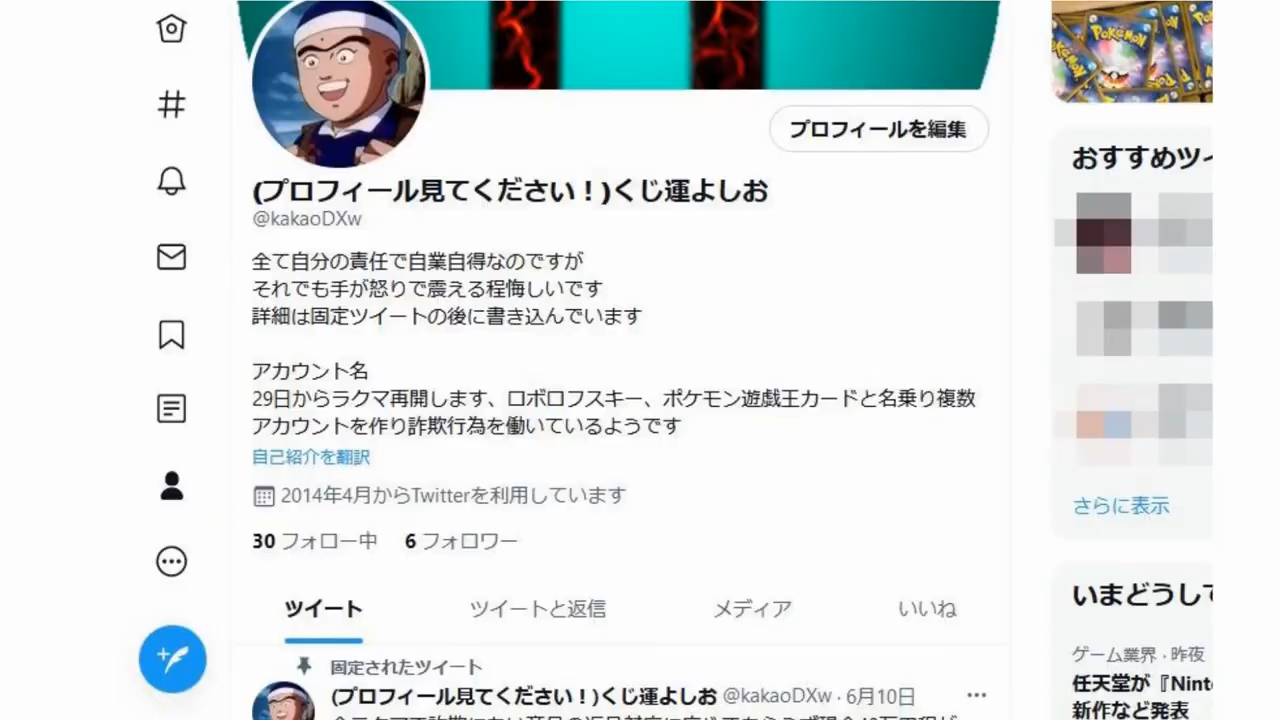 プロフィールを編集
(プロフィール見てください！)くじ運よしお
@kakaoDXw
全て自分の責任で自業自得なのですが
それでも手が怒りで震える程悔しいです
詳細は固定ツイートの後に書き込んでいます
アカウント名
29日からラクマ再開します、ロボロフスキー、ポケモン遊戯王カードと名乗り複数
アカウントを作り詐欺行為を働いているようです
自己紹介を翻訳
2014年4月からTwitterを利用しています
30 フォロー中 6 フォロワー
ツイート ツイートと返信 メディア いいね
固定されたツイート
(プロフィール見てください！)くじ運よしお @kakaoDXw · 6月10日
POKEMON
おすすめツイ
さらに表示
いまどうして
ゲーム業界 · 昨夜
任天堂が『Ninte
新作など発表